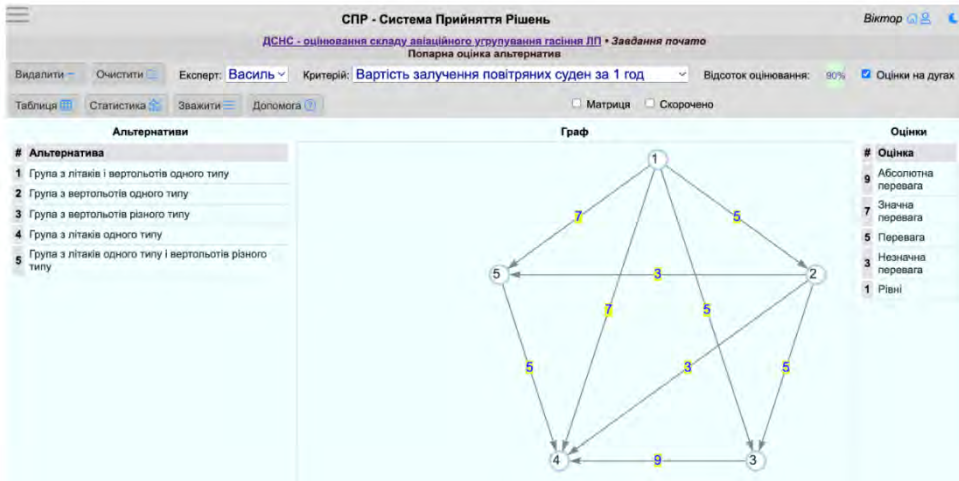 СПР - Система Прийняття Рішень
Віктор
ДСНС - оцінювання складу авіаційного угрупування гасіння ЛП • Завдання почато
Попарна оцінка альтернатив
Видалити Очистити Експерт: Василь Критерій: Вартість залучення повітряних суден за 1 год Відсоток оцінювання: 90% Оцінки на дугах
Таблиця Статистика Зважити Допомога Матриця Скорочено
Альтернативи
# Альтернатива
1 Група з літаків і вертольотів одного типу
2 Група з вертольотів одного типу
3 Група з вертольотів різного типу
4 Група з літаків одного типу
5 Група з літаків одного типу і вертольотів різного
типу
Граф
1
7 5
5 3 2
7 5
5 3 5
4 9 3
Оцінки
# Оцінка
9 Абсолютна
перевага
7 Значна
перевага
5 Перевага
3 Незначна
перевага
1 Рівні